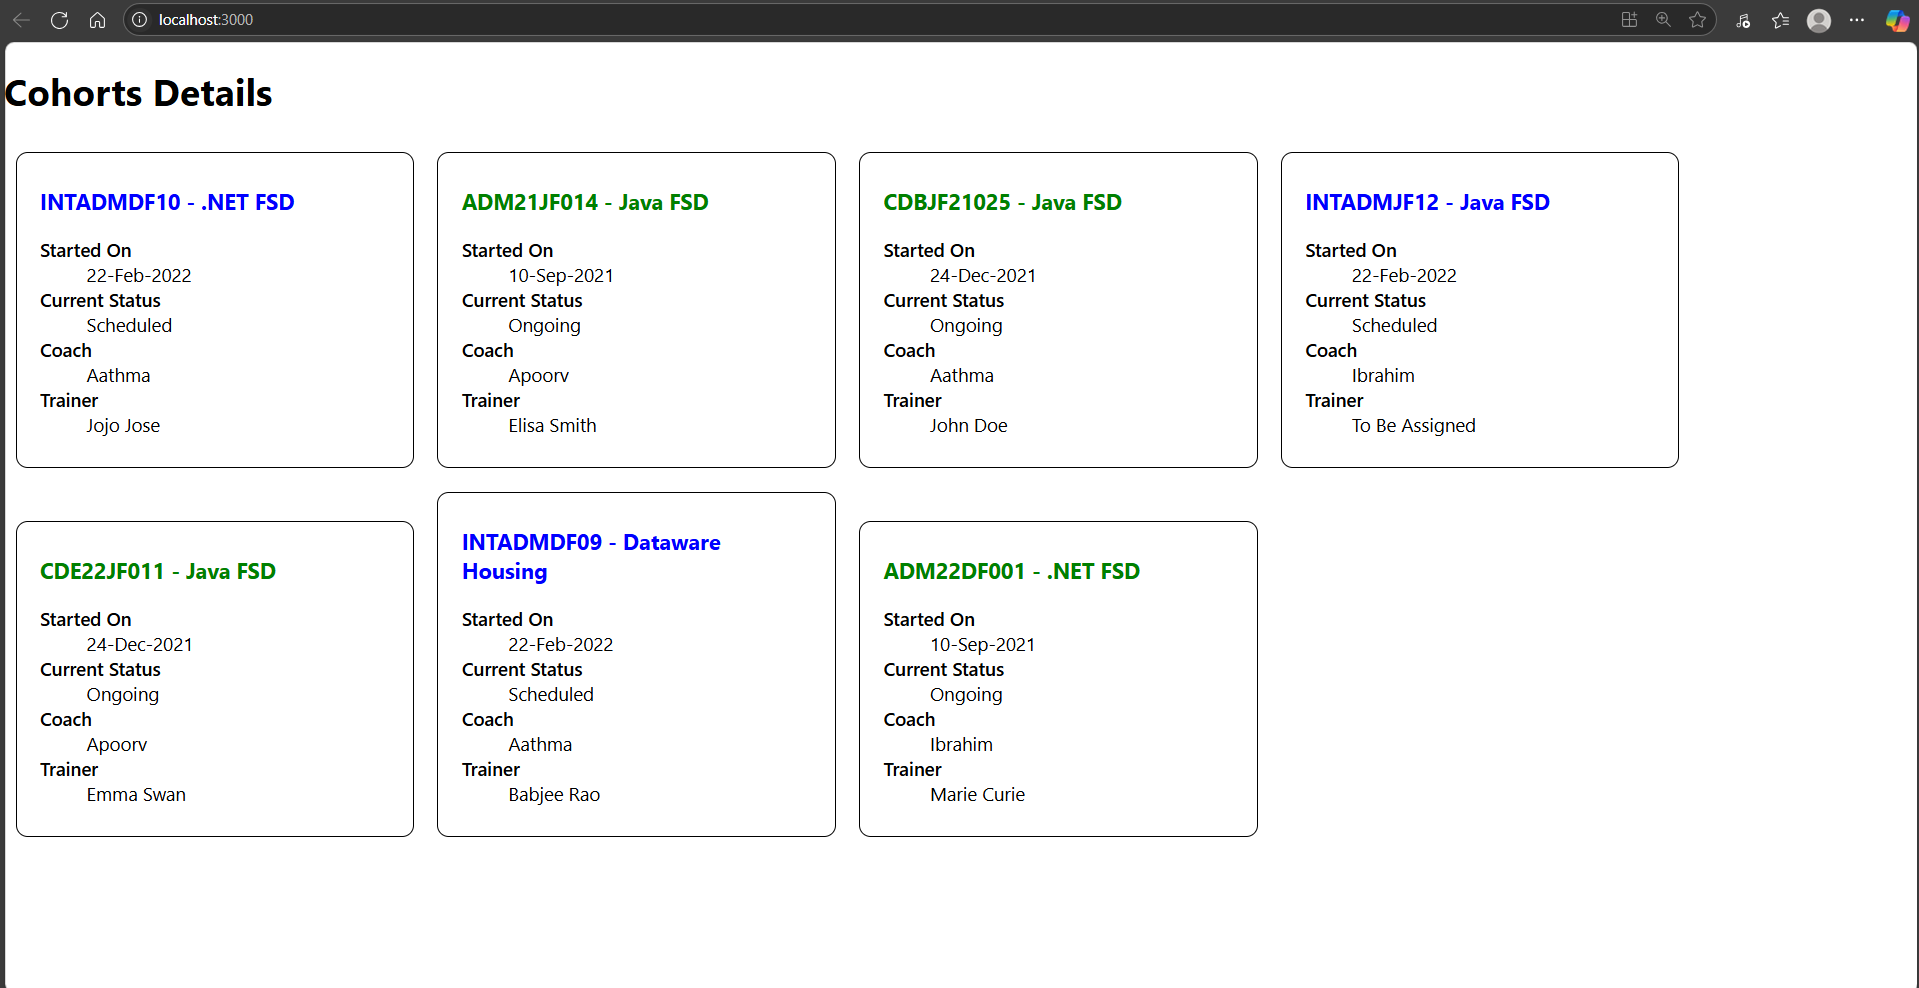 localhost:3000
Cohorts Details
INTADMDF10 - .NET FSD
Started On
22-Feb-2022
Current Status
Scheduled
Coach
Aathma
Trainer
Jojo Jose
ADM21JF014 - Java FSD
Started On
10-Sep-2021
Current Status
Ongoing
Coach
Apoorv
Trainer
Elisa Smith
CDBJF21025 - Java FSD
Started On
24-Dec-2021
Current Status
Ongoing
Coach
Aathma
Trainer
John Doe
INTADMJF12 - Java FSD
Started On
22-Feb-2022
Current Status
Scheduled
Coach
Ibrahim
Trainer
To Be Assigned
CDE22JF011 - Java FSD
Started On
24-Dec-2021
Current Status
Ongoing
Coach
Apoorv
Trainer
Emma Swan
INTADMDF09 - Dataware
Housing
Started On
22-Feb-2022
Current Status
Scheduled
Coach
Aathma
Trainer
Babjee Rao
ADM22DF001 - .NET FSD
Started On
10-Sep-2021
Current Status
Ongoing
Coach
Ibrahim
Trainer
Marie Curie